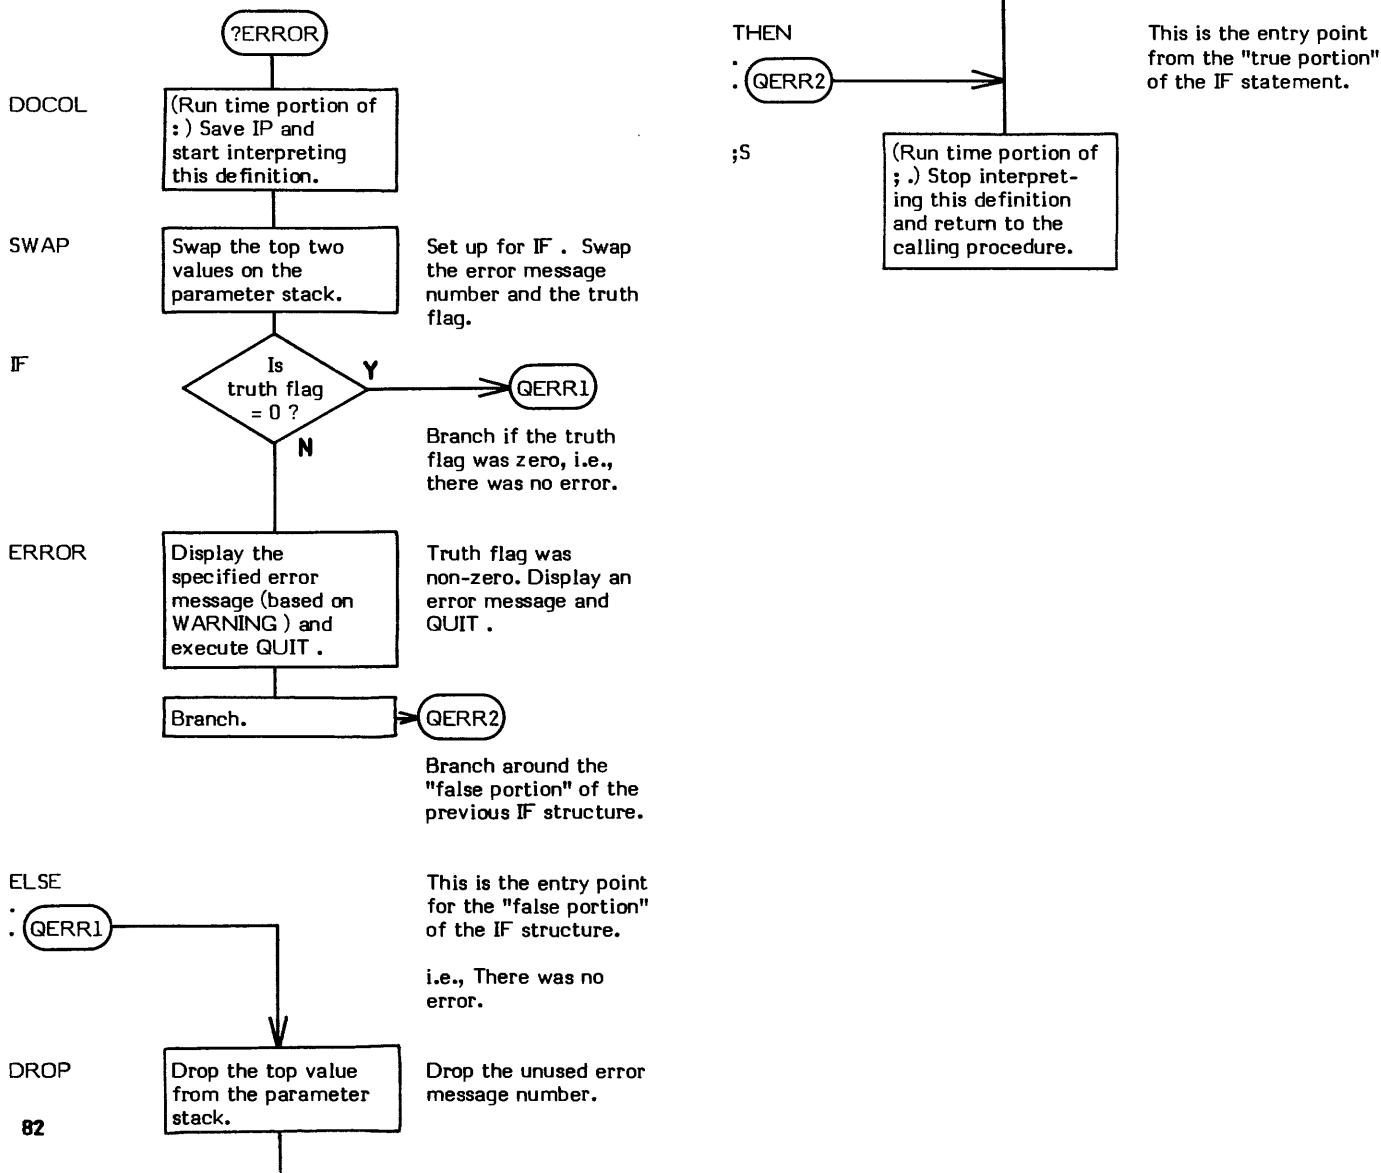 ?ERROR
DOCOL
(Run time portion of
: ) Save IP and
start interpreting
this definition.
SWAP
Swap the top two
values on the
parameter stack.
Set up for IF . Swap
the error message
number and the truth
flag.
IF
Is
truth flag
= 0 ?
Y
QERR1
N
Branch if the truth
flag was zero, i.e.,
there was no error.
ERROR
Display the
specified error
message (based on
WARNING ) and
execute QUIT .
Truth flag was
non-zero. Display an
error message and
QUIT .
Branch.
QERR2
Branch around the
"false portion" of the
previous IF structure.
ELSE
:
QERR1
This is the entry point
for the "false portion"
of the IF structure.
i.e., There was no
error.
DROP
Drop the top value
from the parameter
stack.
Drop the unused error
message number.
82
THEN
:
QERR2
This is the entry point
from the "true portion"
of the IF statement.
;S
(Run time portion of
; .) Stop interpret-
ing this definition
and return to the
calling procedure.